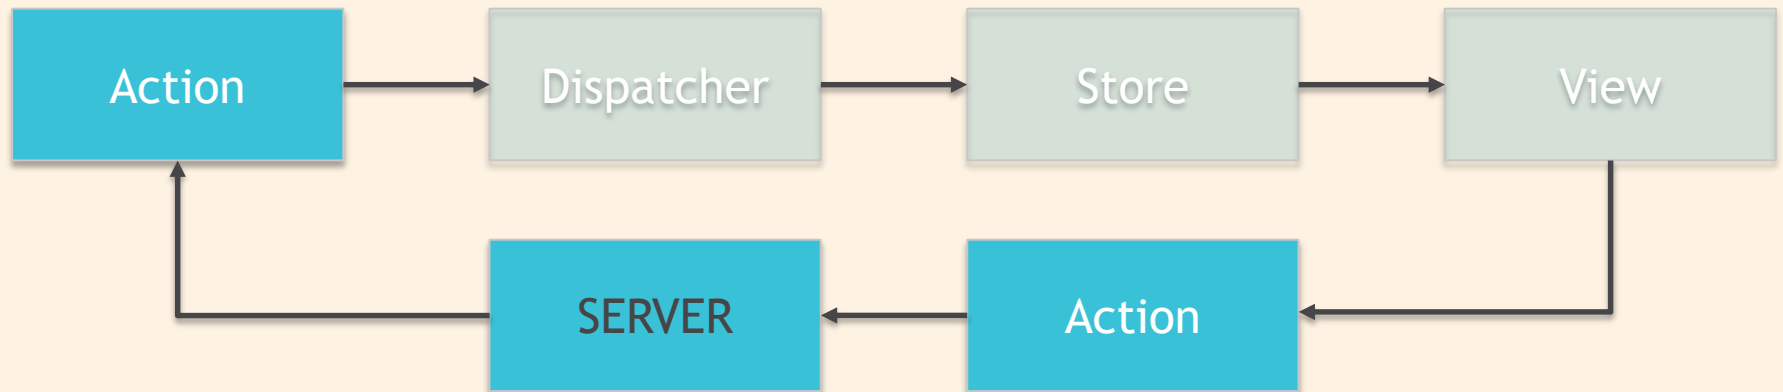 Action
Dispatcher
Store
View
SERVER
Action